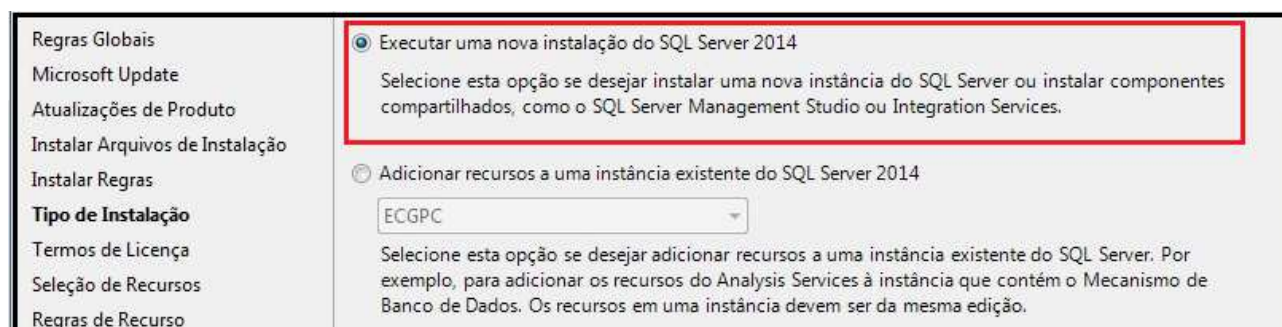 Regras Globais
Microsoft Update
Atualizações de Produto
Instalar Arquivos de Instalação
Instalar Regras
Tipo de Instalação
Termos de Licença
Seleção de Recursos
Regras de Recurso
Executar uma nova instalação do SQL Server 2014
Selecione esta opção se desejar instalar uma nova instância do SQL Server ou instalar componentes
compartilhados, como o SQL Server Management Studio ou Integration Services.
Adicionar recursos a uma instância existente do SQL Server 2014
ECGPC
Selecione esta opção se desejar adicionar recursos a uma instância existente do SQL Server. Por
exemplo, para adicionar os recursos do Analysis Services à instância que contém o Mecanismo de
Banco de Dados. Os recursos em uma instância devem ser da mesma edição.